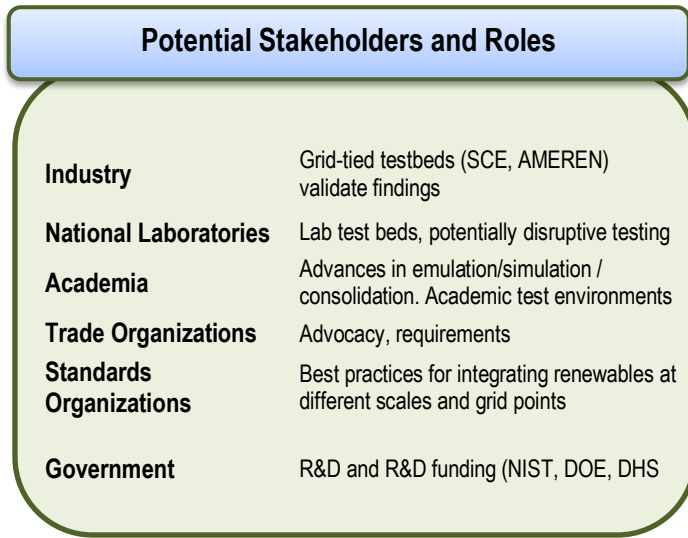 Potential Stakeholders and Roles
Industry
Grid-tied testbeds (SCE, AMEREN)
validate findings
National Laboratories
Lab test beds, potentially disruptive testing
Academia
Advances in emulation/simulation /
consolidation. Academic test environments
Trade Organizations
Advocacy, requirements
Standards
Organizations
Best practices for integrating renewables at
different scales and grid points
Government
R&D and R&D funding (NIST, DOE, DHS